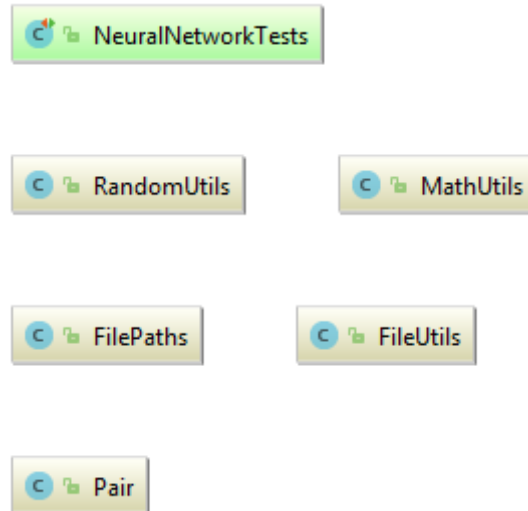 NeuralNetworkTests
RandomUtils MathUtils
FilePaths FileUtils
Pair